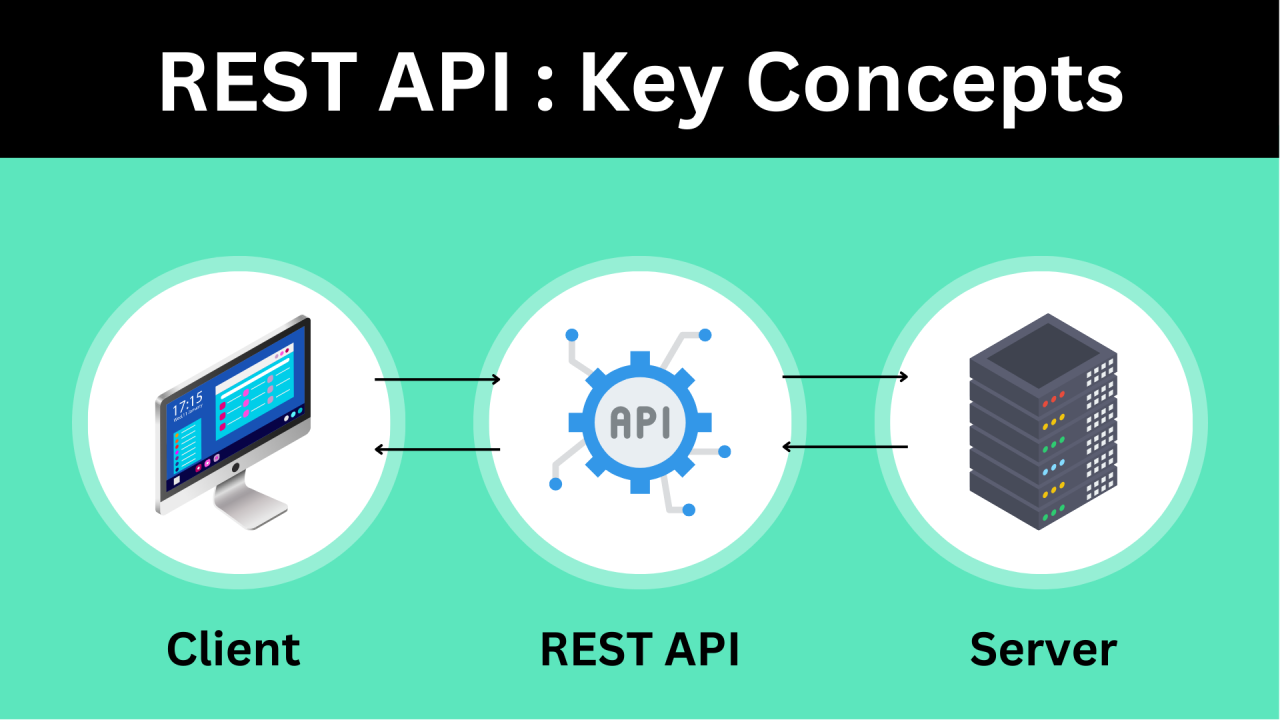 REST API : Key Concepts
17:15
API
Client
REST API
Server